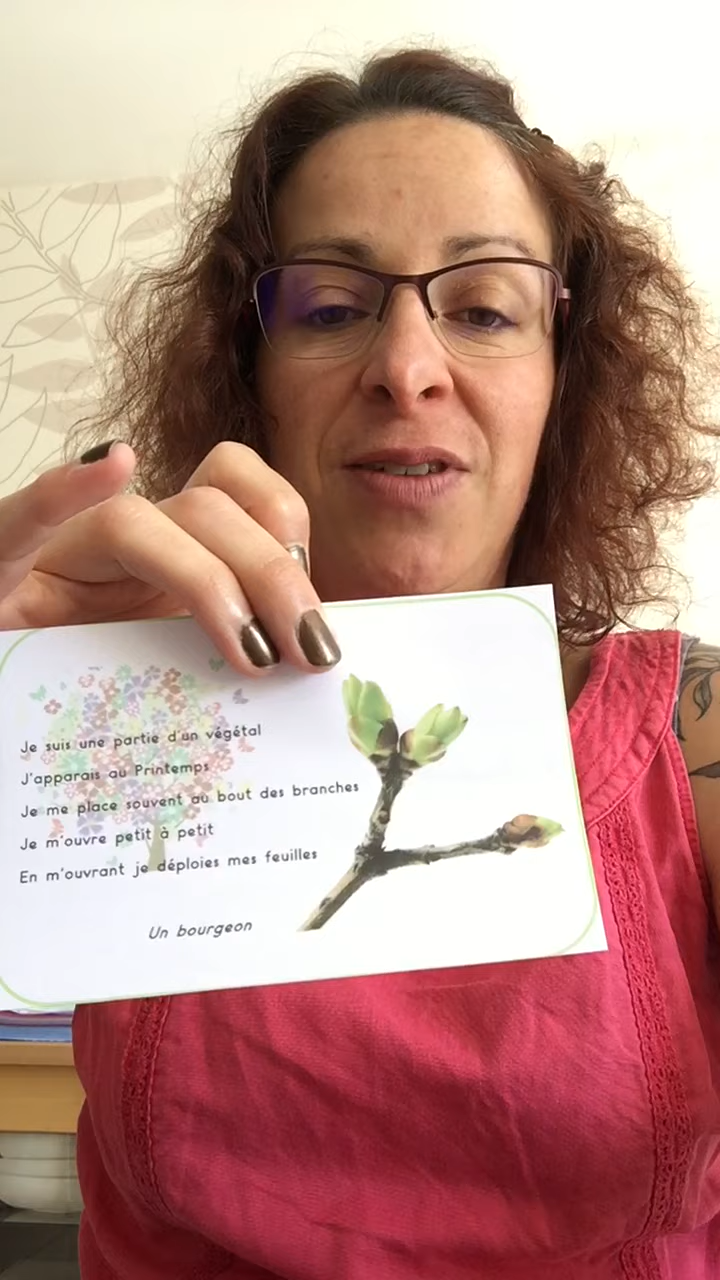 Je suis une partie d'un végétal
J'apparais au Printemps
Je me place souvent au bout des branches
Je m'ouvre petit à petit
En m'ouvrant je déploies mes feuilles
Un bourgeon